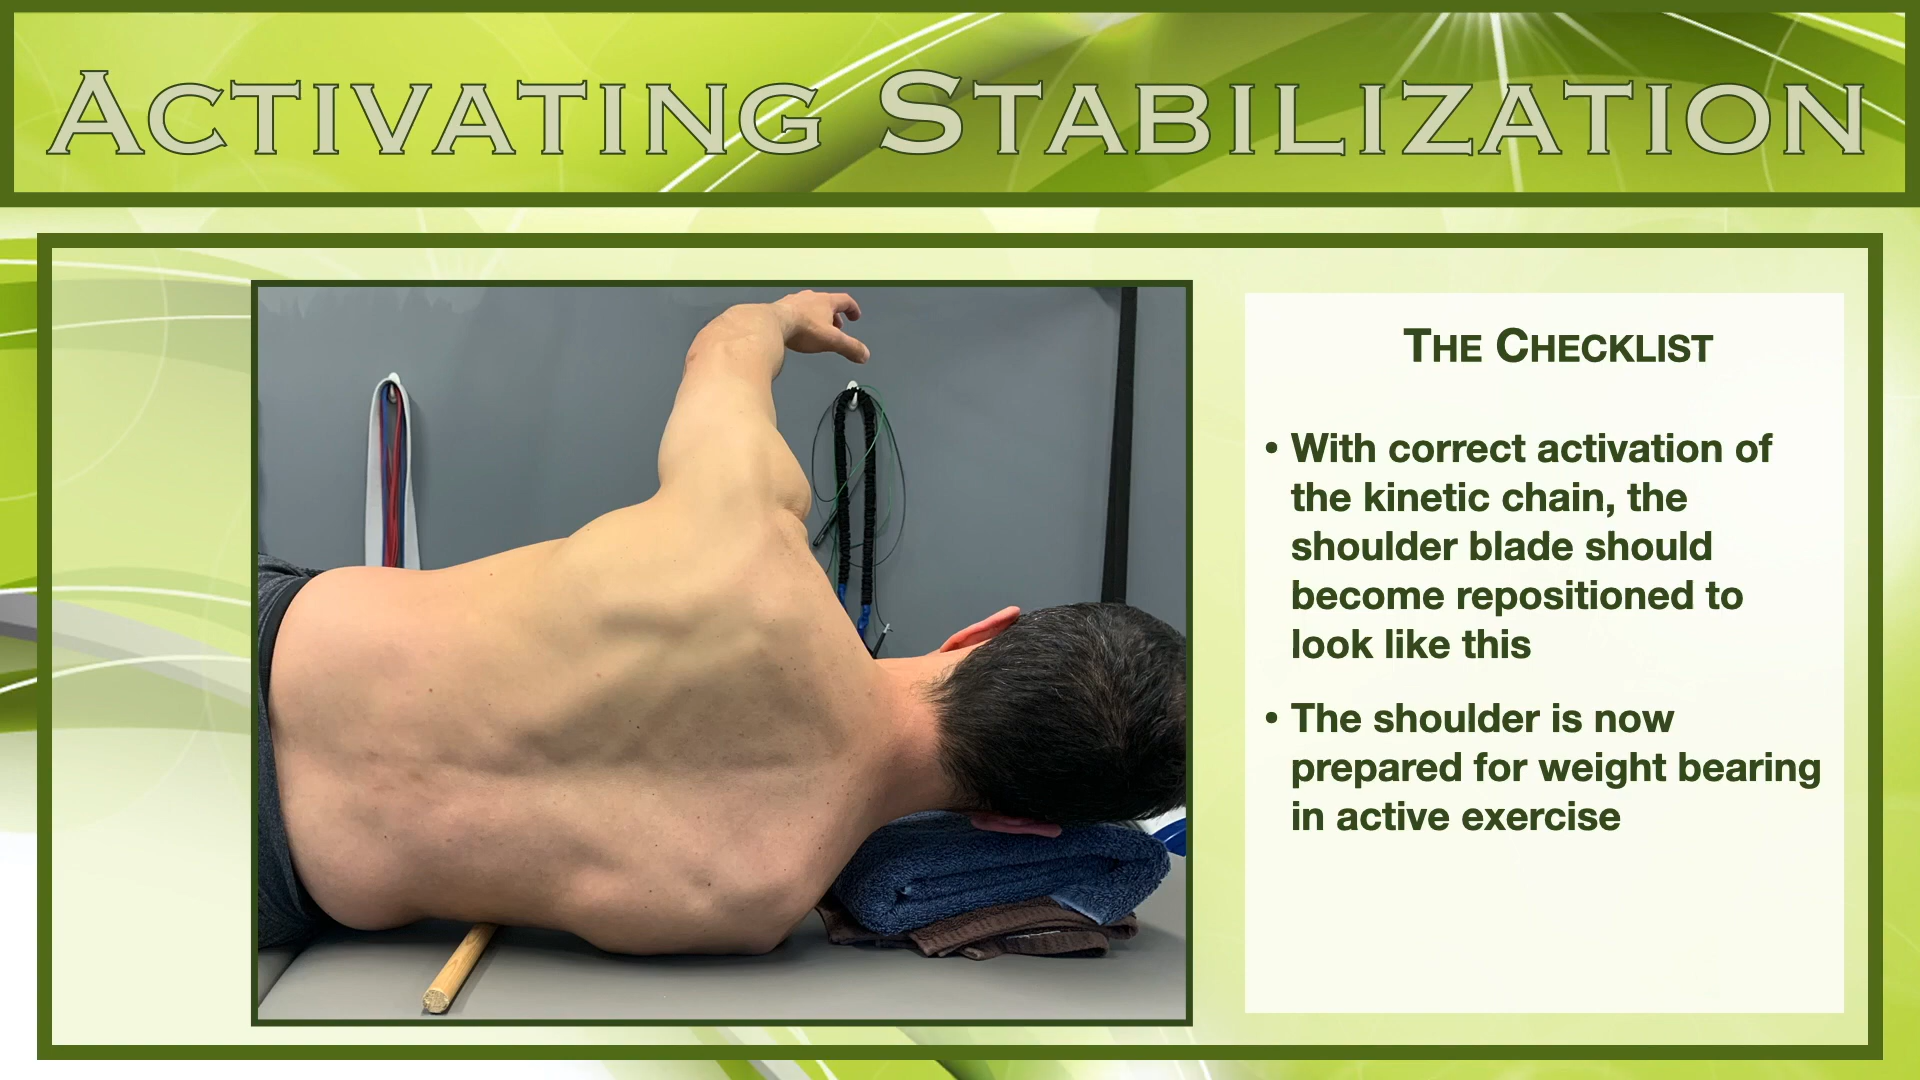 Activating Stabilization
The Checklist
• With correct activation of
the kinetic chain, the
shoulder blade should
become repositioned to
look like this
• The shoulder is now
prepared for weight bearing
in active exercise